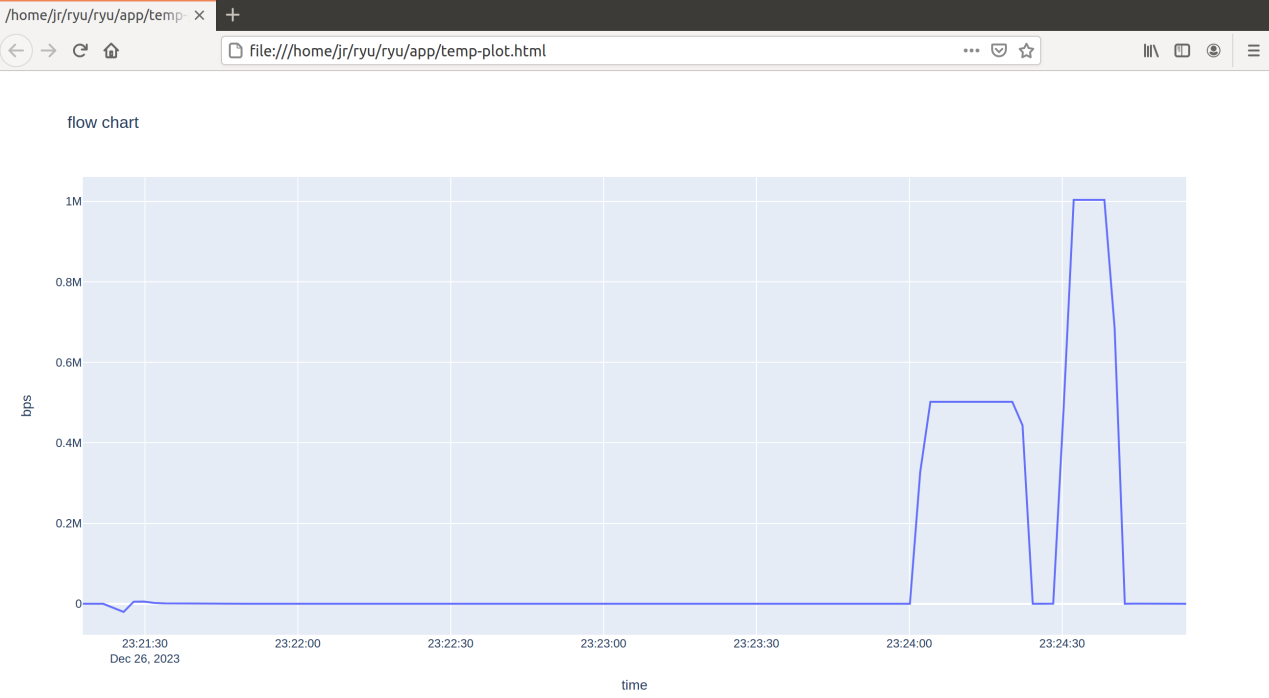 /home/jr/ryu/ryu/app/temp-
file:///home/jr/ryu/ryu/app/temp-plot.html
flow chart
1M
0.8M
0.6M
0.4M
0.2M
0
bps
23:21:30
Dec 26, 2023
23:22:00
23:22:30
23:23:00
23:23:30
23:24:00
23:24:30
time